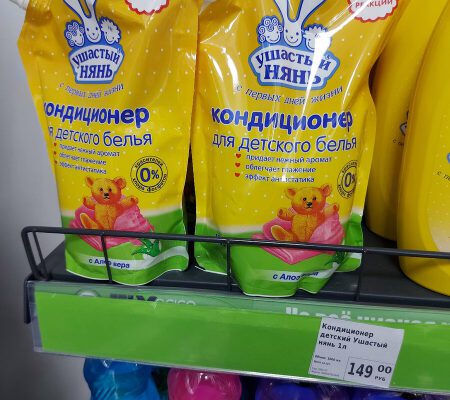 УШАСТЫЙ
НЯНЬ
с первых дней жизни
КОНДИЦИОНЕР
для детского белья
придает нежный аромат
облегчает глажение
эффект антистатика
0%
с Алоэ вера
РЕАКЦИЙ
УШАСТЫЙ
НЯНЬ
с первых дней жизни
КОНДИЦИОНЕР
для детского белья
придает нежный аромат
облегчает глажение
эффект антистатика
0%
с Алоэ вера
Кондиционер
детский Ушастый
нянь 1л
149 00
РУБ